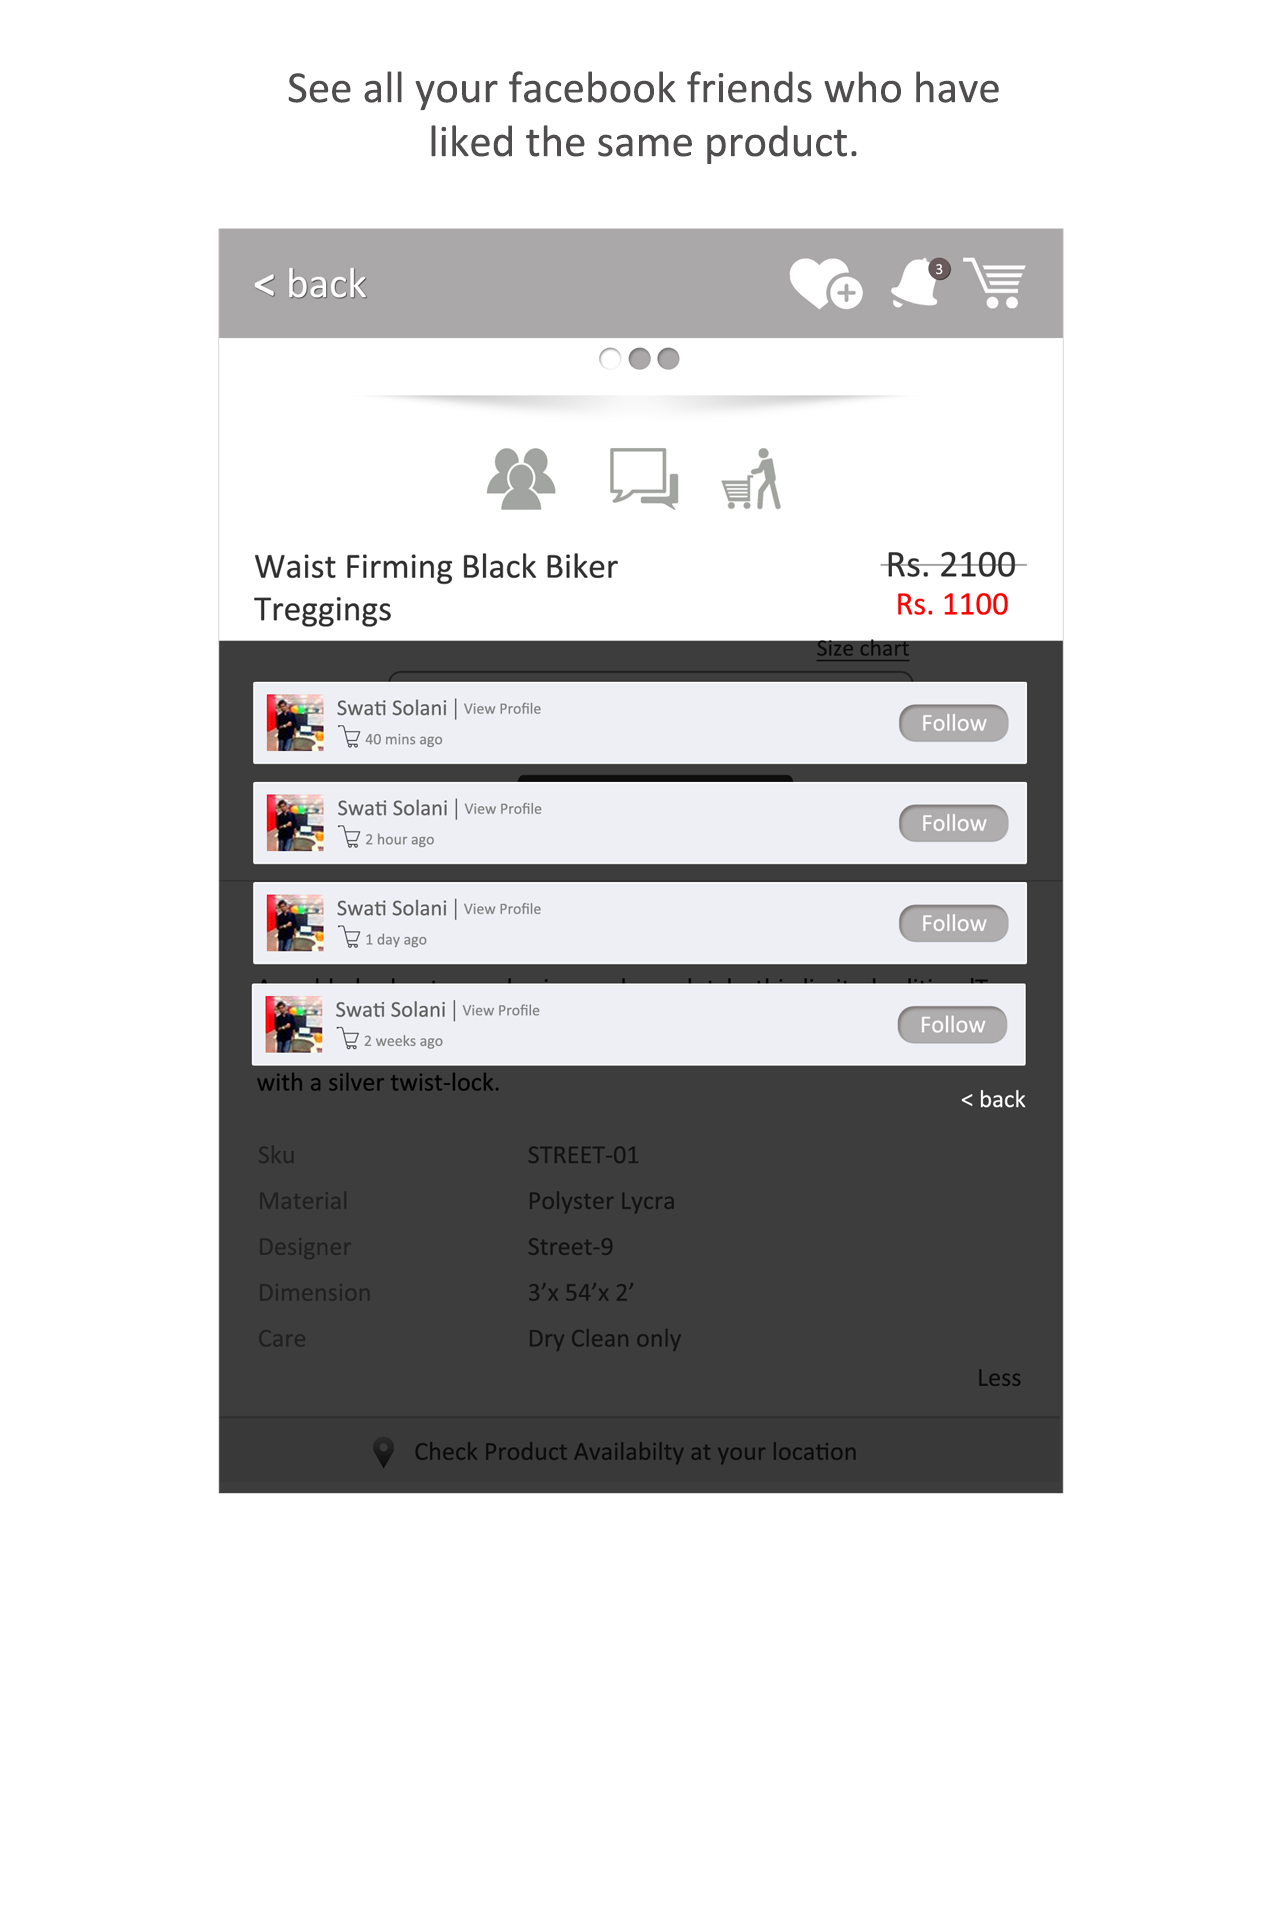 See all your facebook friends who have
liked the same product.
< back
3
Waist Firming Black Biker
Treggings
Rs. 2100
Rs. 1100
Size chart
Swati Solani | View Profile
40 mins ago
Follow
Swati Solani | View Profile
2 hour ago
Follow
Swati Solani | View Profile
1 day ago
Follow
Swati Solani | View Profile
2 weeks ago
Follow
with a silver twist-lock.
< back
Sku STREET-01
Material Polyster Lycra
Designer Street-9
Dimension 3’x 54’x 2’
Care Dry Clean only
Less
Check Product Availabilty at your location